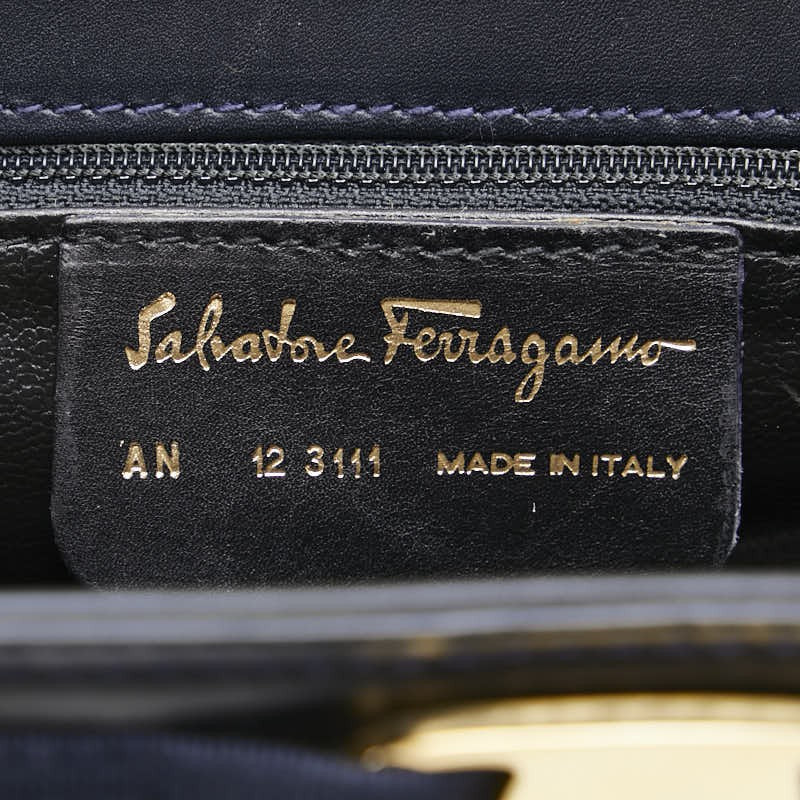 Salvatore Ferragamo
AN 12 3111 MADE IN ITALY